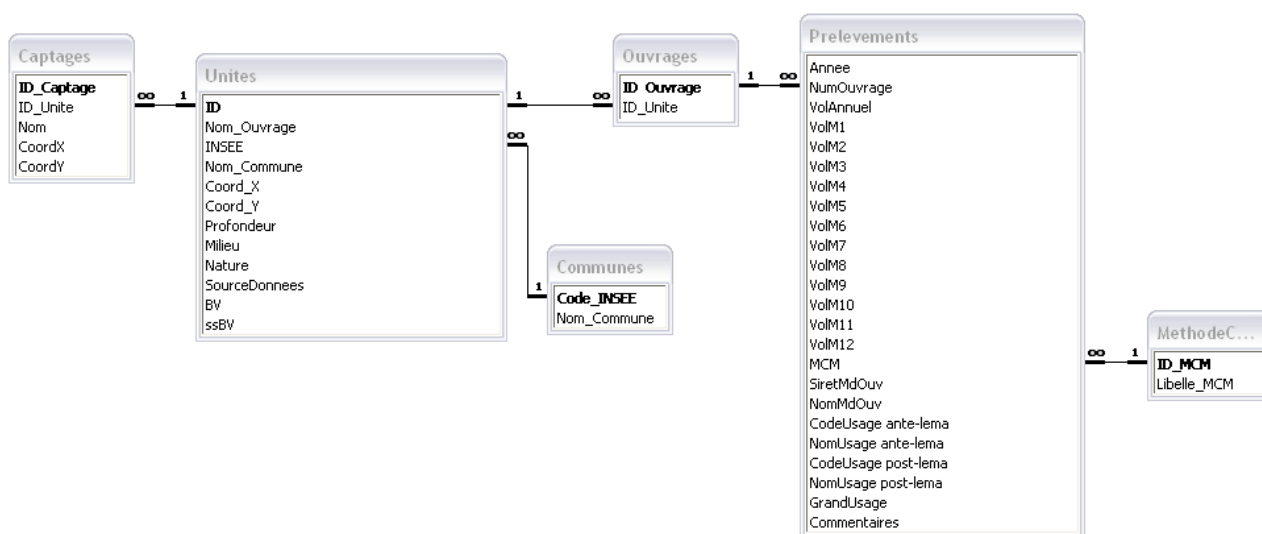 Captages
ID_Captage
ID_Unite
Nom
CoordX
CoordY
∞ 1
Unites
ID
Nom_Ouvrage
INSEE
Nom_Commune
Coord_X
Coord_Y
Profondeur
Milieu
Nature
SourceDonnees
BV
ssBV
1 ∞
∞
1
Ouvrages
ID_Ouvrage
ID_Unite
Communes
Code_INSEE
Nom_Commune
1 ∞
Prelevements
Annee
NumOuvrage
VolAnnuel
VolM1
VolM2
VolM3
VolM4
VolM5
VolM6
VolM7
VolM8
VolM9
VolM10
VolM11
VolM12
MCM
SiretMdOuv
NomMdOuv
CodeUsage ante-lema
NomUsage ante-lema
CodeUsage post-lema
NomUsage post-lema
GrandUsage
Commentaires
∞ 1
MethodeC...
ID_MCM
Libelle_MCM